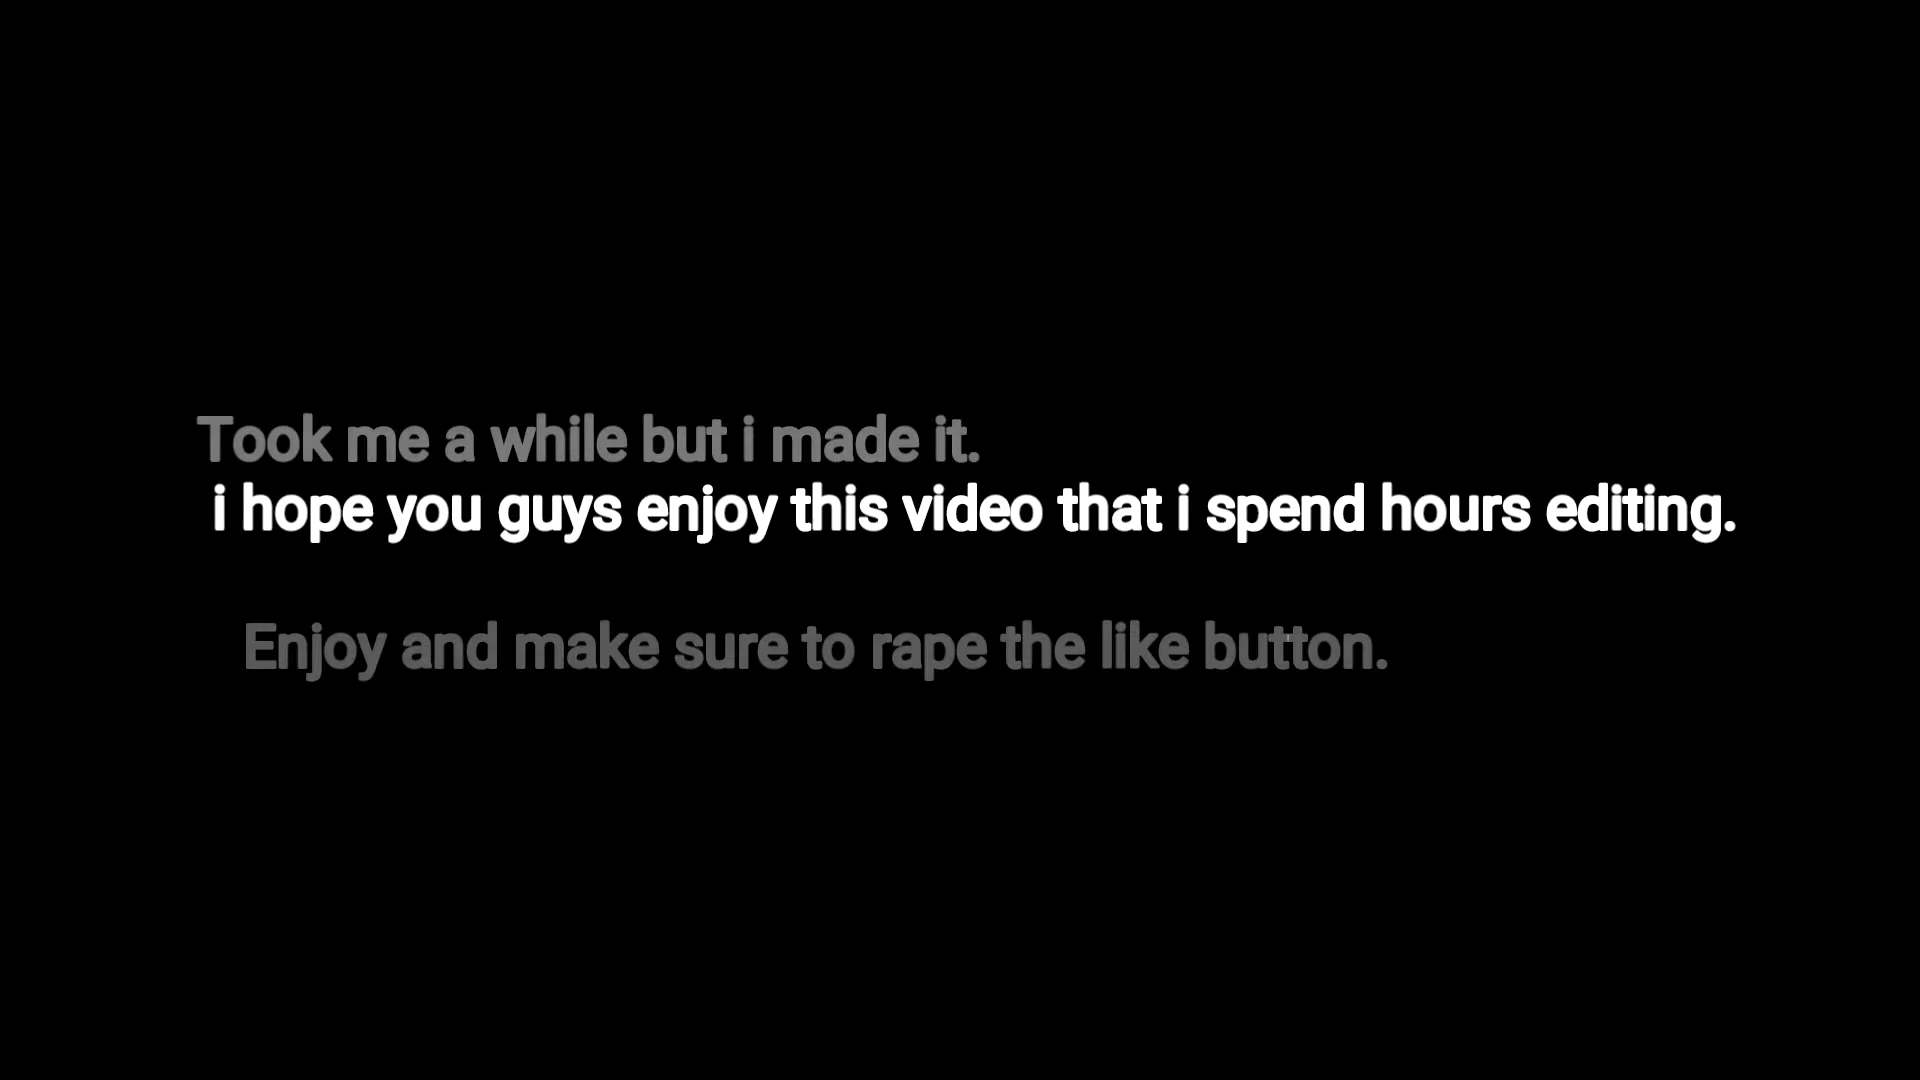 Took me a while but i made it.
i hope you guys enjoy this video that i spend hours editing.
Enjoy and make sure to rape the like button.